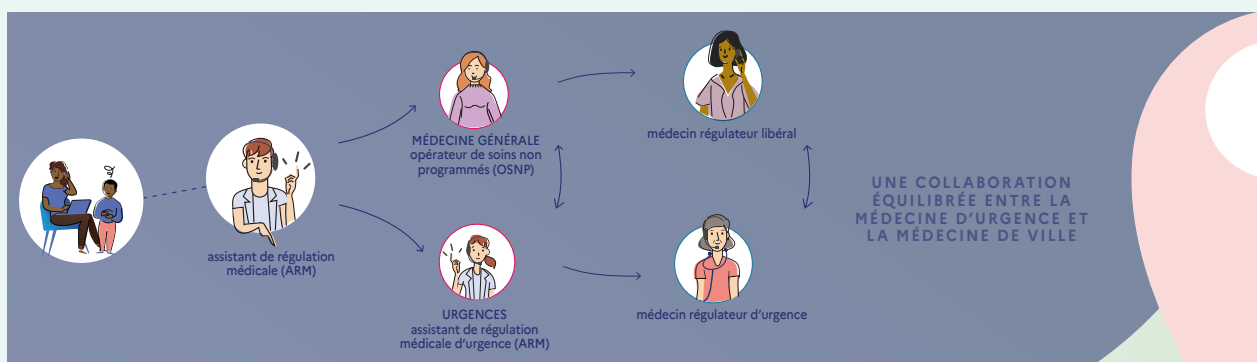 assistant de régulation
médicale (ARM)
MÉDECINE GÉNÉRALE
opérateur de soins non
programmés (OSNP)
médecin régulateur libéral
URGENCES
assistant de régulation
médicale d'urgence (ARM)
médecin régulateur d'urgence
UNE COLLABORATION
ÉQUILIBRÉE ENTRE LA
MÉDECINE D'URGENCE ET
LA MÉDECINE DE VILLE